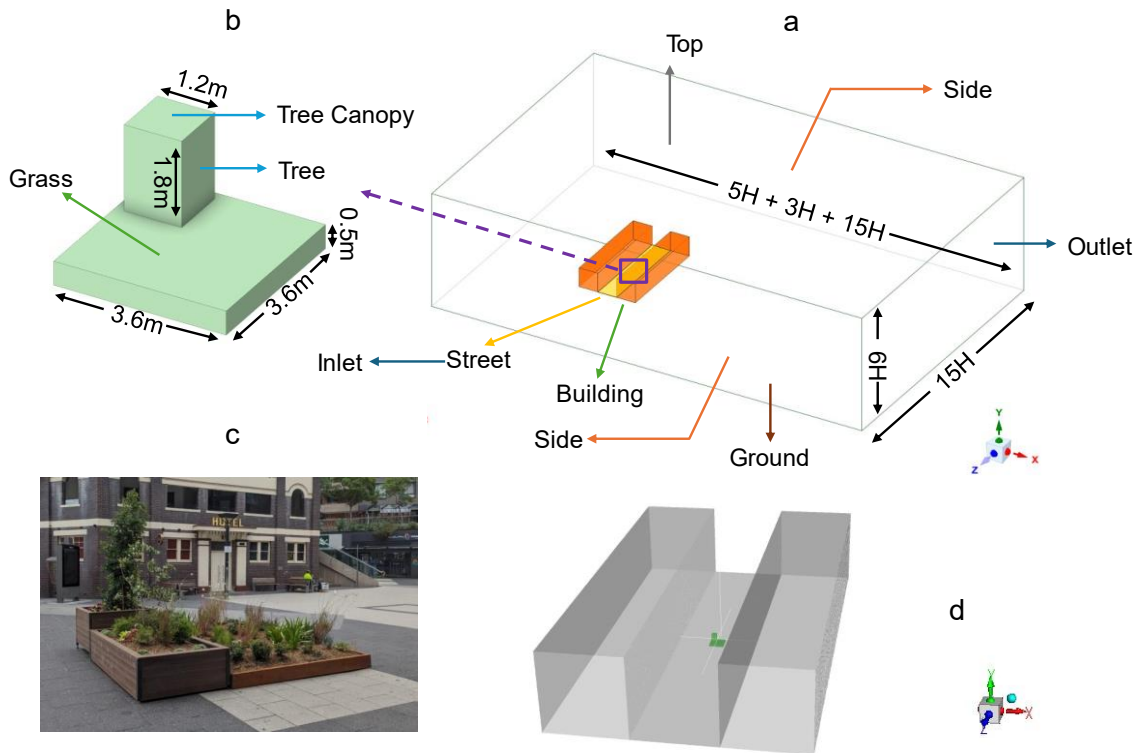 b
a
1.2m
Tree Canopy
Tree
1.8m
Grass
0.5m
3.6m
3.6m
Top
Side
5H + 3H + 15H
Outlet
6H
15H
Inlet
Street
Building
Side
Ground
Y
Z
X
c
HOTEL
d
Y
Z
X